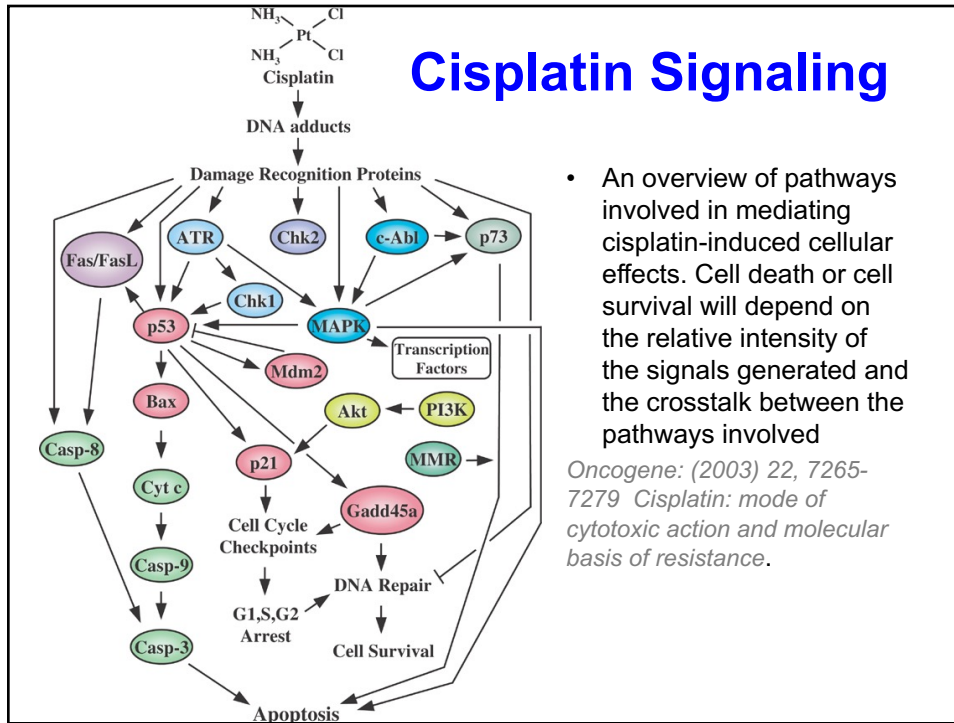 NH3 Cl
Pt
NH3 Cl
Cisplatin
Cisplatin Signaling
DNA adducts
Damage Recognition Proteins
ATR
Chk2
c-Abl
p73
Fas/FasL
Chk1
p53
MAPK
Transcription
Factors
Mdm2
Bax
Akt
PI3K
Casp-8
p21
MMR
Cyt c
Gadd45a
Cell Cycle
Checkpoints
Casp-9
DNA Repair
G1,S,G2
Arrest
Casp-3
Cell Survival
Apoptosis
• An overview of pathways
involved in mediating
cisplatin-induced cellular
effects. Cell death or cell
survival will depend on
the relative intensity of
the signals generated and
the crosstalk between the
pathways involved
Oncogene: (2003) 22, 7265-
7279 Cisplatin: mode of
cytotoxic action and molecular
basis of resistance.